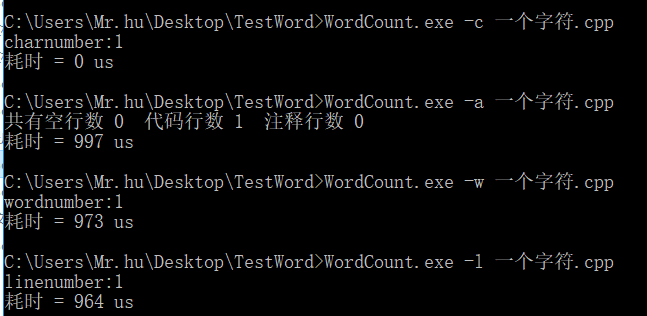 C:\Users\Mr.hu\Desktop\TestWord>WordCount.exe -c 一个字符.cpp
charnumber:1
耗时 = 0 us
C:\Users\Mr.hu\Desktop\TestWord>WordCount.exe -a 一个字符.cpp
共有空行数 0  代码行数 1  注释行数 0
耗时 = 997 us
C:\Users\Mr.hu\Desktop\TestWord>WordCount.exe -w 一个字符.cpp
wordnumber:1
耗时 = 973 us
C:\Users\Mr.hu\Desktop\TestWord>WordCount.exe -l 一个字符.cpp
linenumber:1
耗时 = 964 us